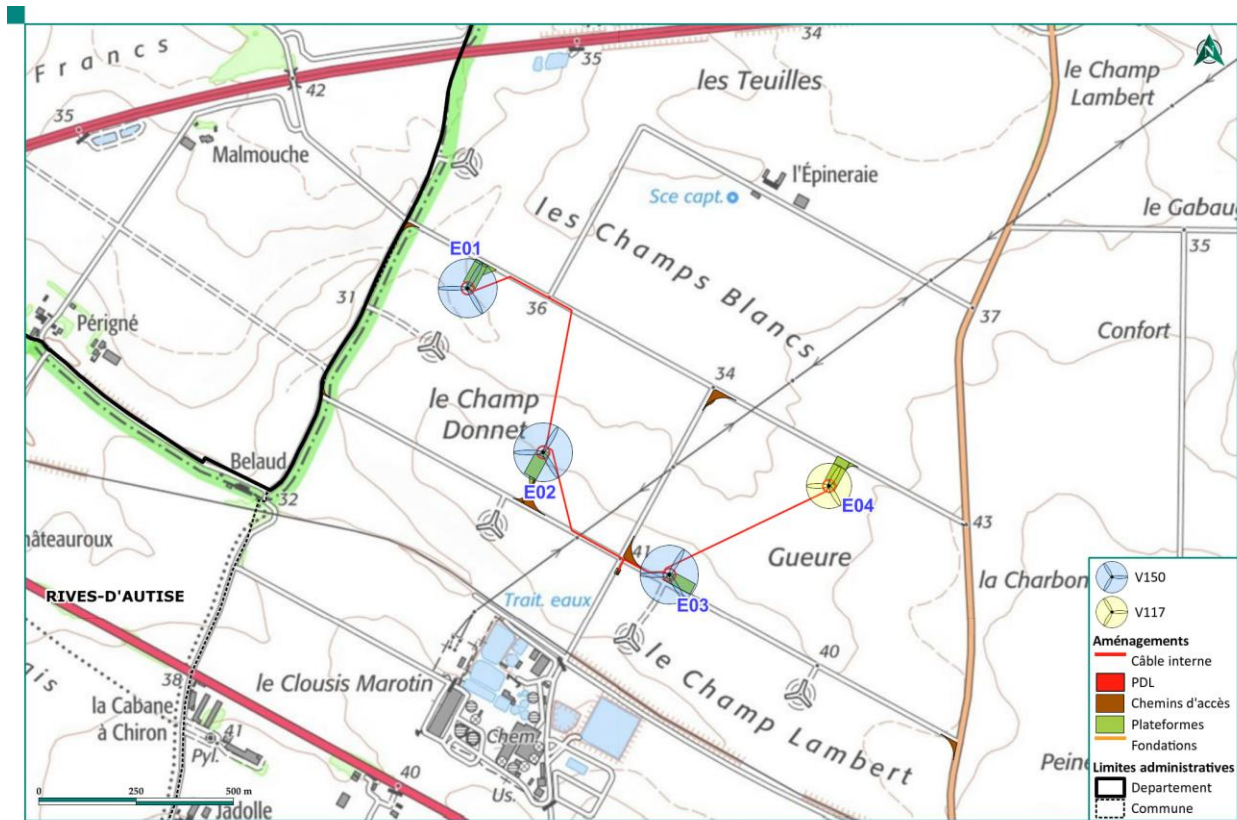 Francs
42
35
35
34
les Teuilles
le Champ
Lambert
N
Malmouche
l'Épineraie
Sce capt.
le Gabaug
35
les Champs Blancs
E01
31
36
37
Périgné
Confort
34
le Champ
Donnet
Belaud
E02
32
E04
43
41
Gueure
hâteauroux
la Charbon
RIVES-D'AUTISE
Trait. eaux
E03
40
le Champ Lambert
38
le Clousis Marotin
la Cabane
à Chiron
41
Pyl.
Chem.
Us.
ais
Peine
40
Jadolle
0 250 500 m
V150
V117
Aménagements
Câble interne
PDL
Chemins d'accès
Plateformes
Fondations
Limites administratives
Departement
Commune